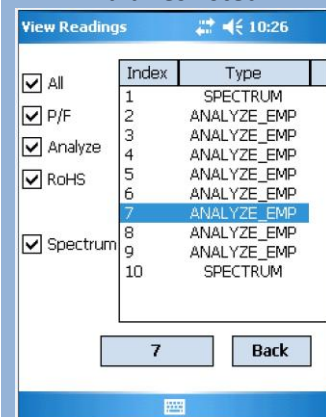 View Readings 10:26
All
P/F
Analyze
RoHS
Spectrum
Index Type
1 SPECTRUM
2 ANALYZE_EMP
3 ANALYZE_EMP
4 ANALYZE_EMP
5 ANALYZE_EMP
6 ANALYZE_EMP
7 ANALYZE_EMP
8 ANALYZE_EMP
9 ANALYZE_EMP
10 SPECTRUM
7 Back